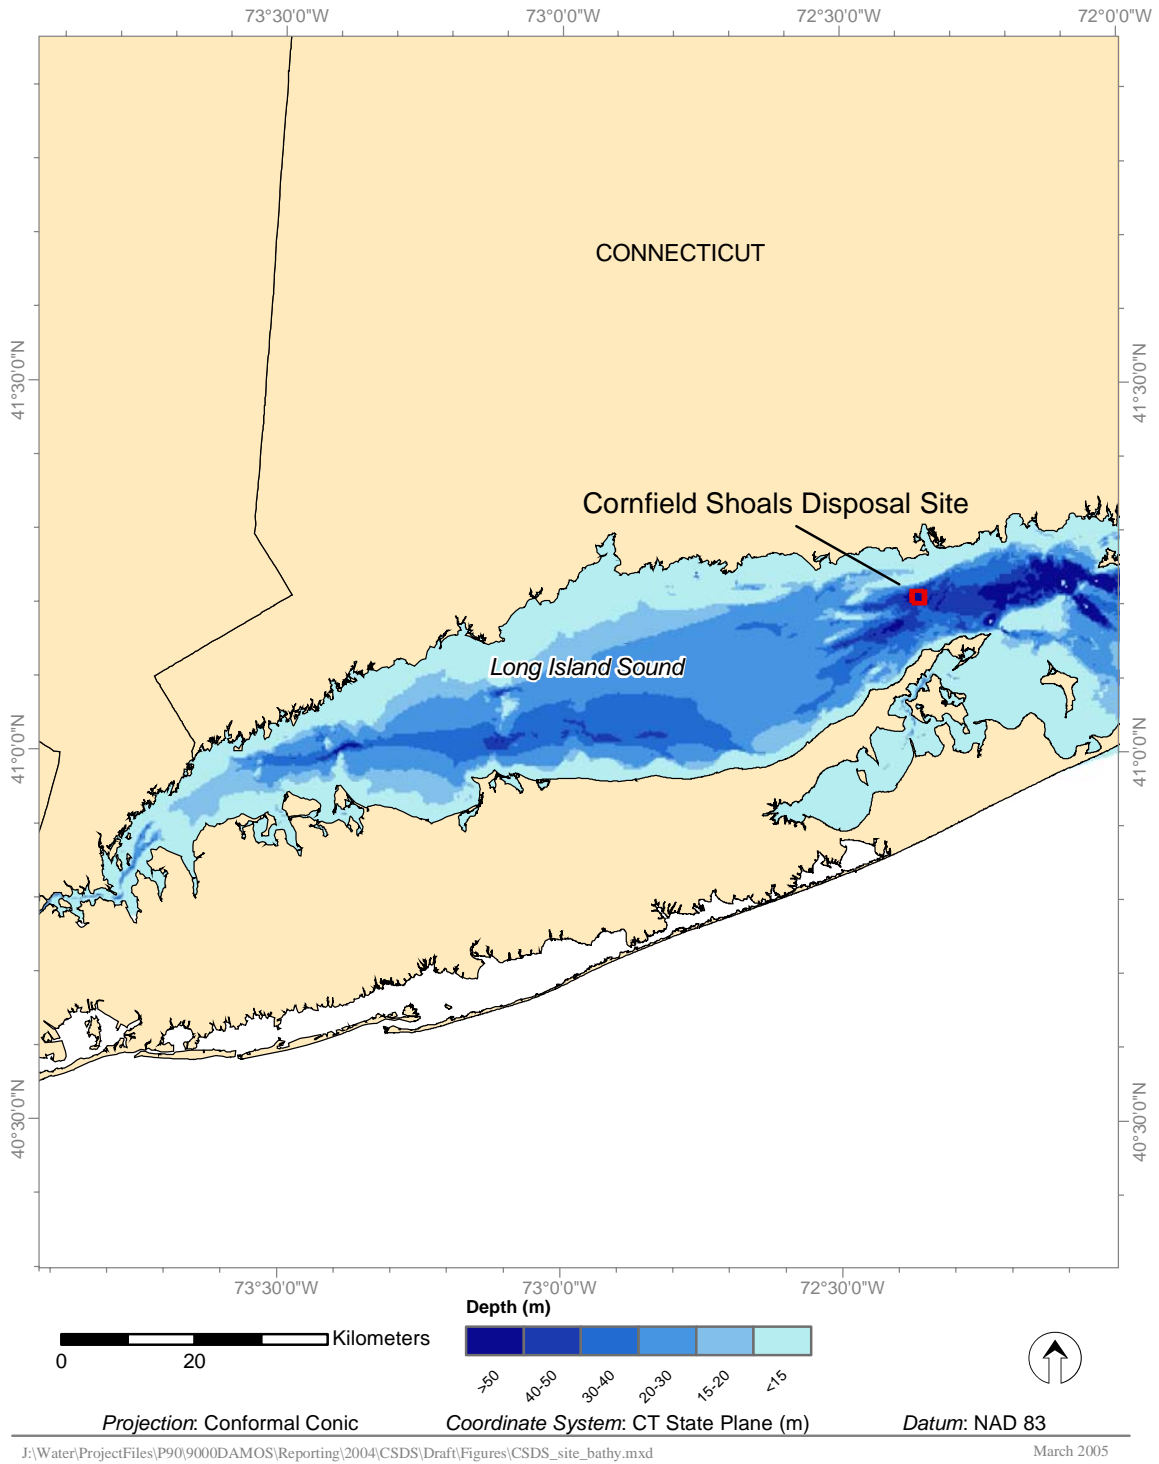 73°30'0"W 73°0'0"W 72°30'0"W 72°0'0"W
CONNECTICUT
41°30'0"N 41°30'0"N
Cornfield Shoals Disposal Site
Long Island Sound
41°0'0"N 41°0'0"N
40°30'0"N 40°30'0"N
73°30'0"W 73°0'0"W 72°30'0"W
Depth (m)
Kilometers
0 20
>50 40-50 30-40 20-30 15-20 <15
Projection: Conformal Conic Coordinate System: CT State Plane (m) Datum: NAD 83
J:\Water\ProjectFiles\P90\9000DAMOS\Reporting\2004\CSDS\Draft\Figures\CSDS_site_bathy.mxd March 2005